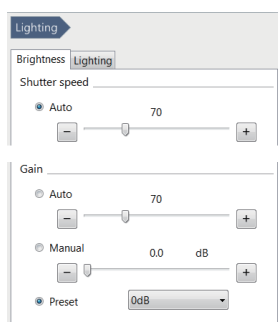 Lighting
Brightness Lighting
Shutter speed
Auto 70
− +
Gain
Auto 70
− +
Manual 0.0 dB
− +
Preset 0dB